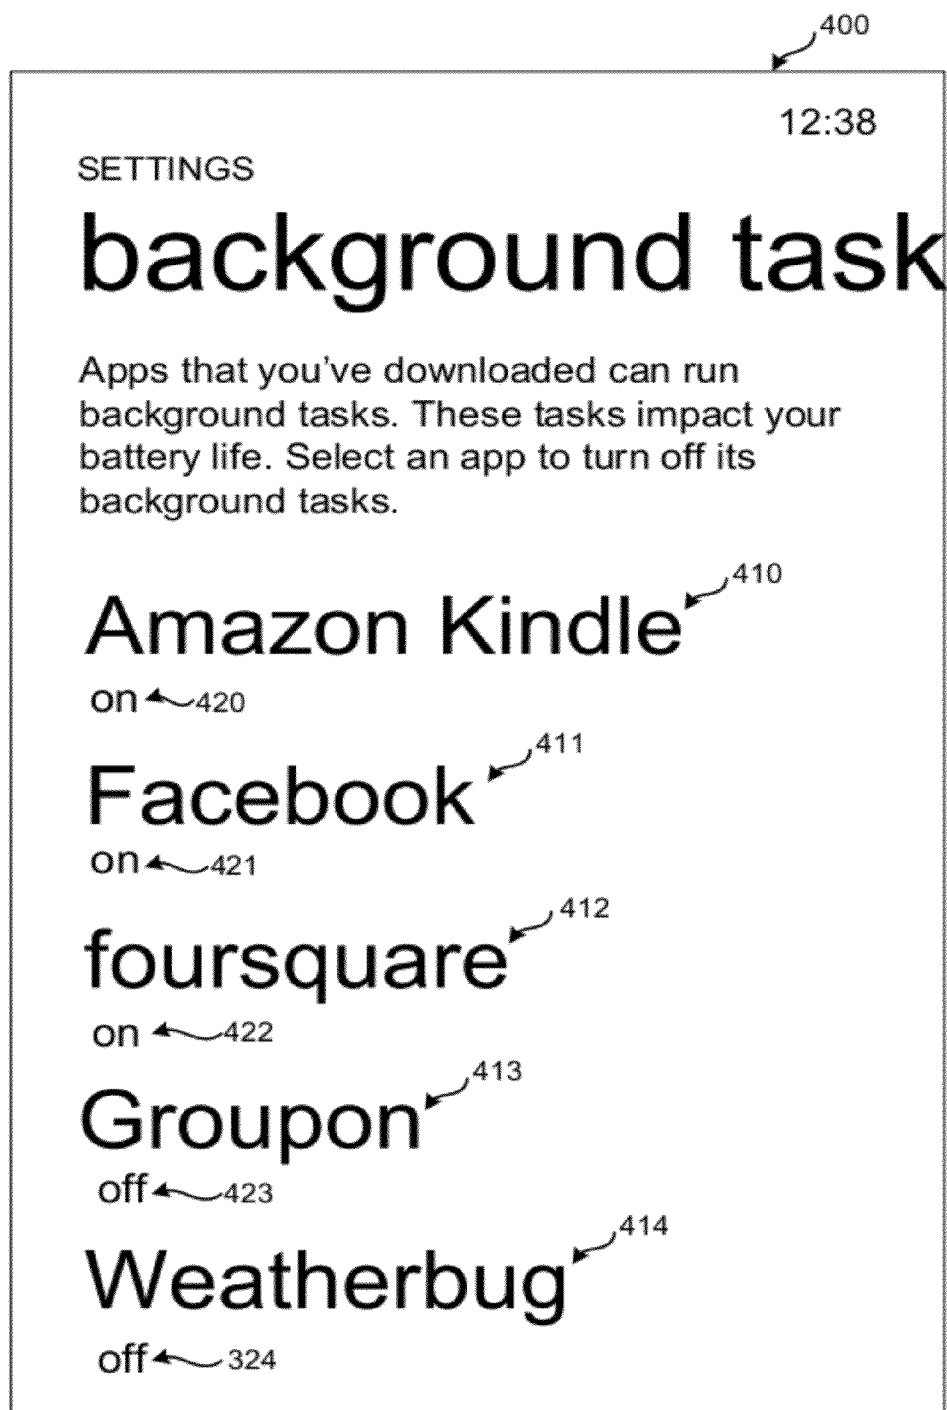 400
12:38
SETTINGS
background task
Apps that you've downloaded can run
background tasks. These tasks impact your
battery life. Select an app to turn off its
background tasks.
Amazon Kindle 410
on 420
Facebook 411
on 421
foursquare 412
on 422
Groupon 413
off 423
Weatherbug 414
off 324